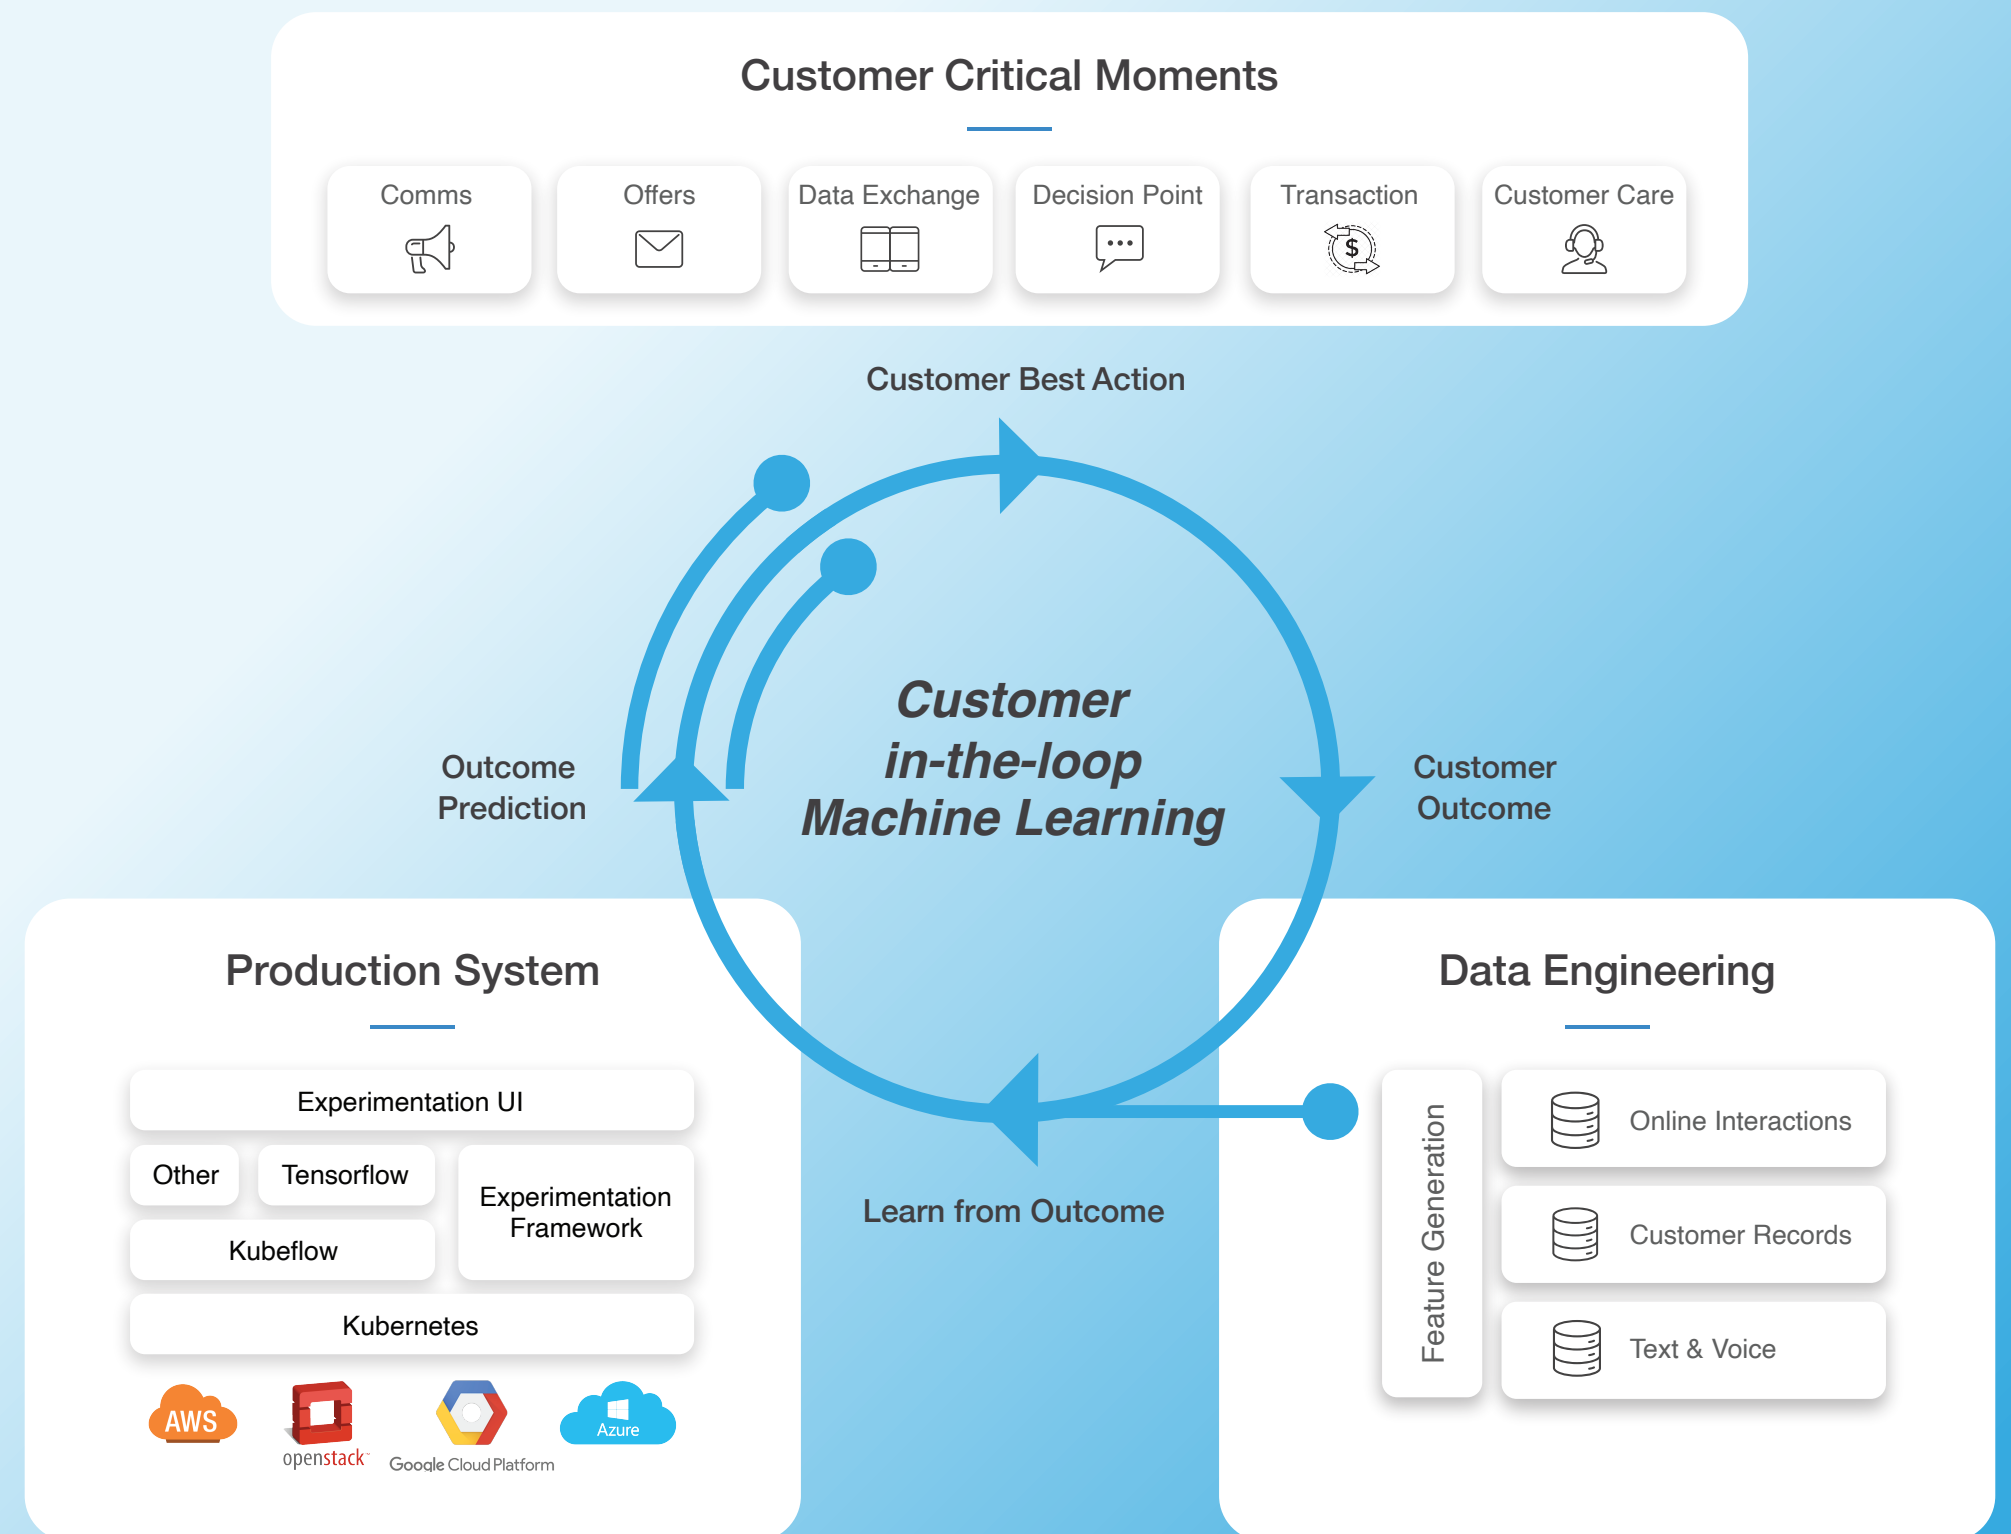 Customer Critical Moments
Comms
Offers
Data Exchange
Decision Point
Transaction
$
Customer Care
Customer Best Action
Customer
in-the-loop
Machine Learning
Outcome
Prediction
Customer
Outcome
Learn from Outcome
Production System
Experimentation UI
Other
Tensorflow
Experimentation
Framework
Kubeflow
Kubernetes
AWS
openstack™
Google Cloud Platform
Azure
Data Engineering
Feature Generation
Online Interactions
Customer Records
Text & Voice